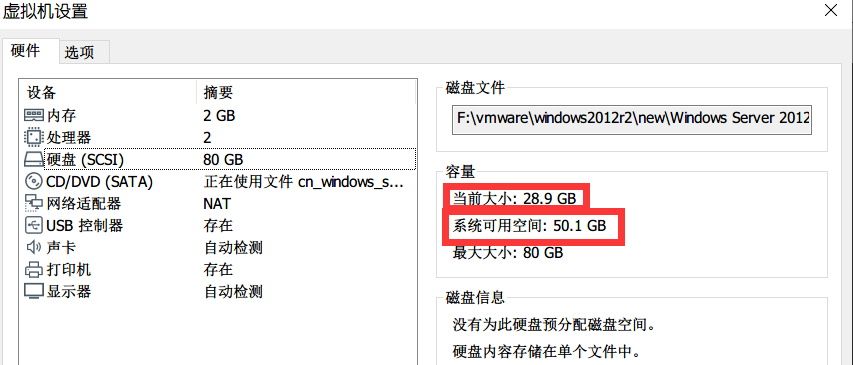 虚拟机设置
硬件 选项
设备 摘要
内存 2 GB
处理器 2
硬盘 (SCSI) 80 GB
CD/DVD (SATA) 正在使用文件 cn_windows_s...
网络适配器 NAT
USB 控制器 存在
声卡 自动检测
打印机 存在
显示器 自动检测
磁盘文件
F:\vmware\windows2012r2\new\Windows Server 2012
容量
当前大小: 28.9 GB
系统可用空间: 50.1 GB
最大大小: 80 GB
磁盘信息
没有为此硬盘预分配磁盘空间。
硬盘内容存储在单个文件中。